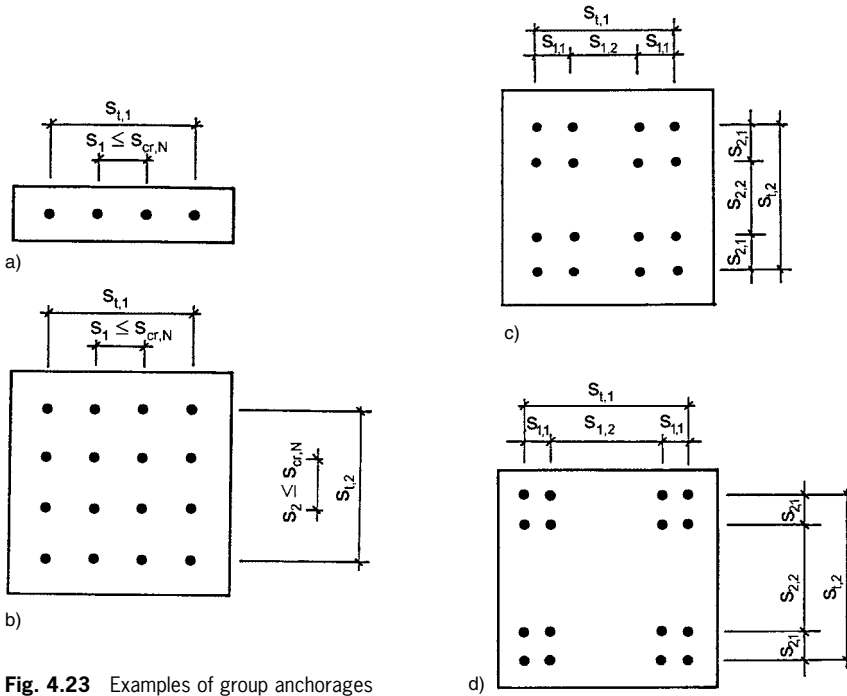 S_{t,1}
S_1 ≤ S_{cr,N}
a)
S_{t,1}
S_1 ≤ S_{cr,N}
S_2 ≤ S_{cr,N}
S_{t,2}
b)
S_{t,1}
S_{1,1} S_{1,2} S_{1,1}
S_{2,1}
S_{2,2}
S_{2,1}
S_{t,2}
c)
S_{t,1}
S_{1,1} S_{1,2} S_{1,1}
S_{2,1}
S_{2,2}
S_{2,1}
S_{t,2}
d)
Fig. 4.23 Examples of group anchorages